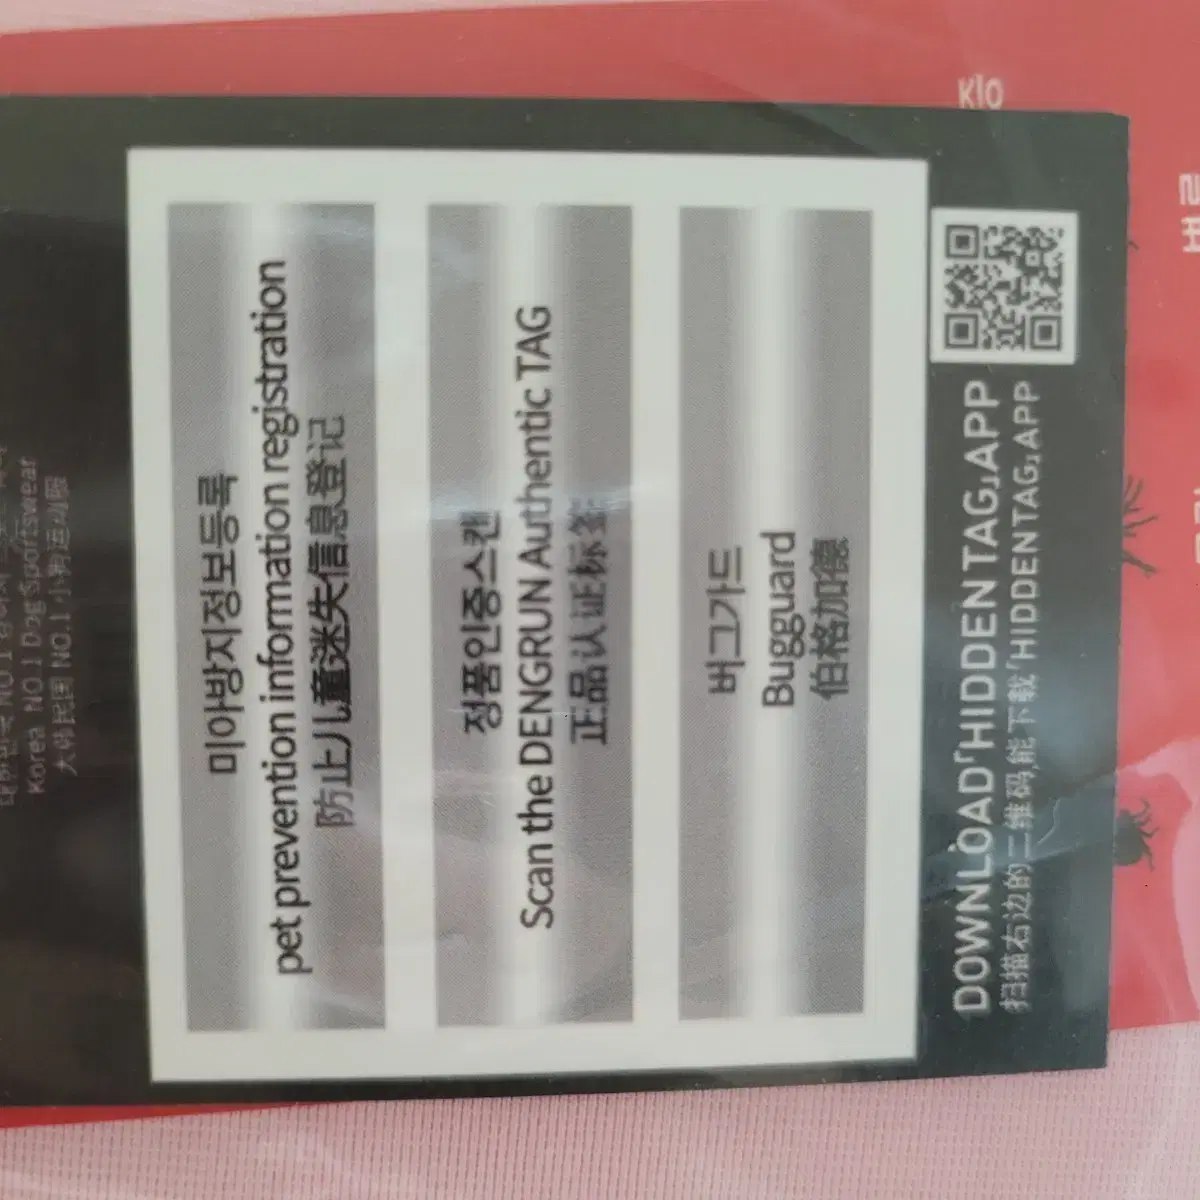 Korea NO.1 Dog Sportswear
大韩民国 NO.1 小狗运动服
미아방지정보등록
pet prevention information registration
防止儿童迷失信息登记
정품인증스캔
Scan the DENGRUN Authentic TAG
正品认证标签
버그가드
Bugguard
伯格加德
DOWNLOAD「HIDDEN TAG」APP
扫描右边的二维码,能下载「HIDDEN TAG」APP